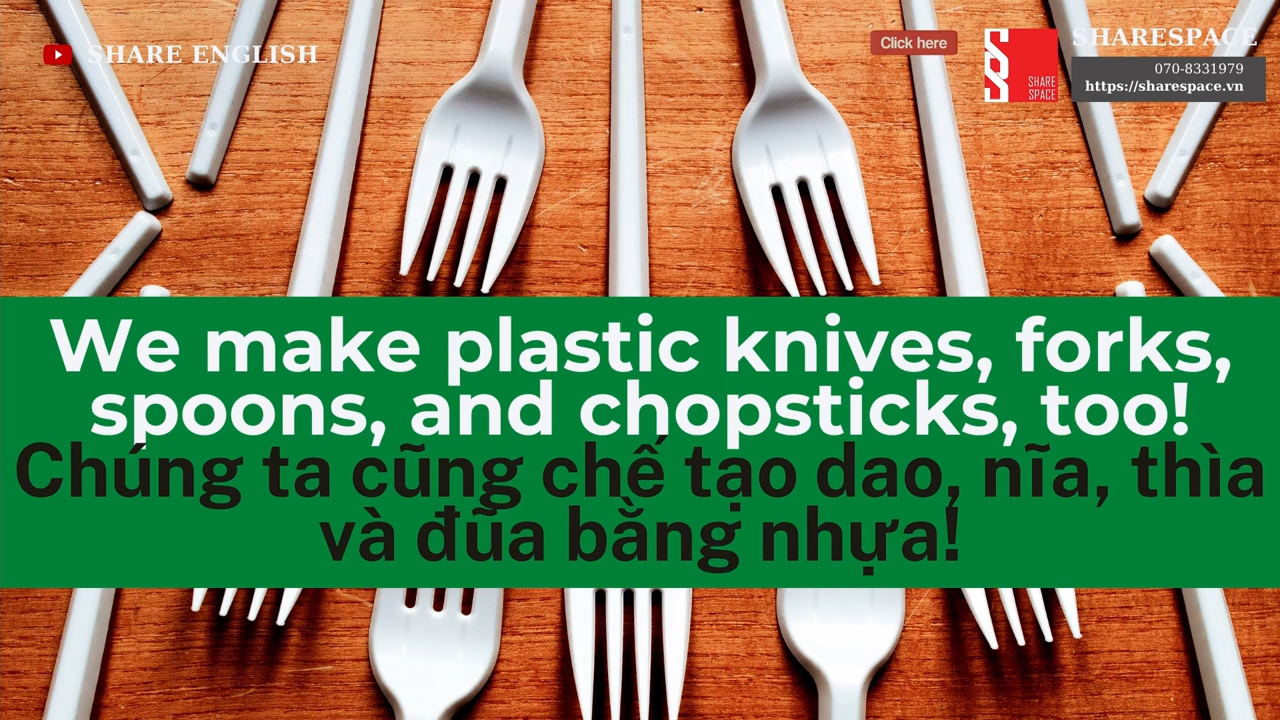 SHARE ENGLISH
Click here
SHARE
SPACE
SHARESPACE
070-8331979
https://sharespace.vn
We make plastic knives, forks,
spoons, and chopsticks, too!
Chúng ta cũng chế tạo dao, nĩa, thìa
và đũa bằng nhựa!